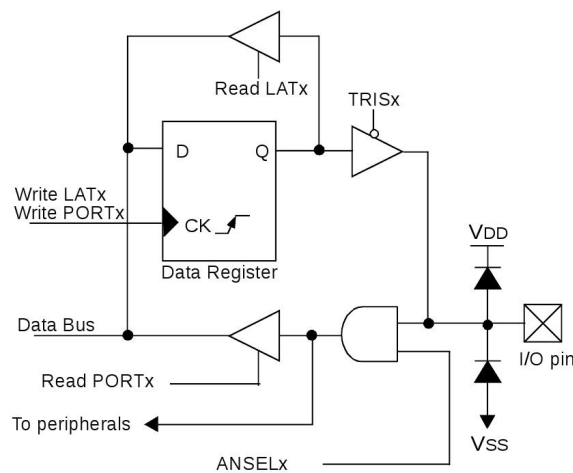 Read LATx
TRISx
D
Q
Write LATx
Write PORTx
CK
Data Register
VDD
Data Bus
I/O pin
Read PORTx
To peripherals
VSS
ANSELx